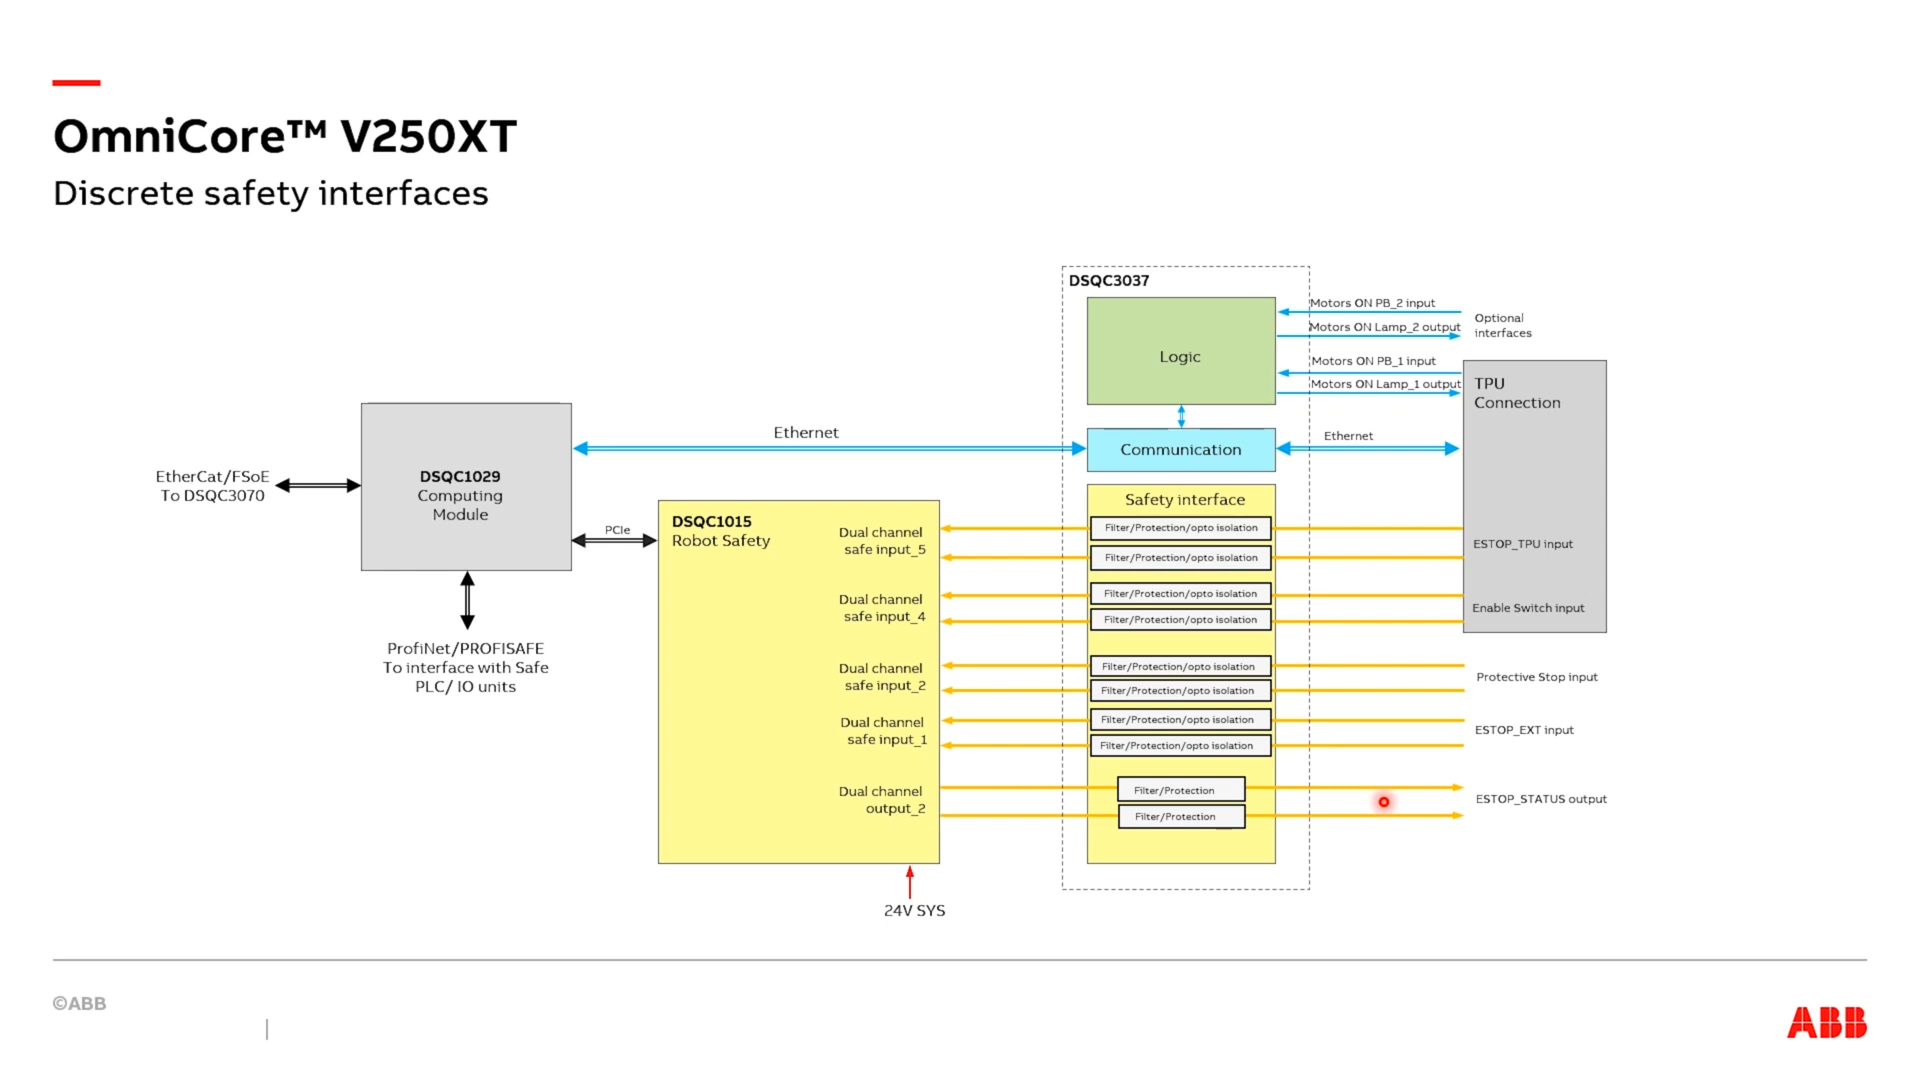 OmniCore™ V250XT
Discrete safety interfaces
DSQC3037
Logic
Motors ON PB_2 input
Motors ON Lamp_2 output
Optional
interfaces
Motors ON PB_1 input
Motors ON Lamp_1 output
TPU
Connection
Ethernet
Communication
Ethernet
EtherCat/FSoE
To DSQC3070
DSQC1029
Computing
Module
PCIe
ProfiNet/PROFISAFE
To interface with Safe
PLC/ IO units
DSQC1015
Robot Safety
Safety interface
Dual channel
safe input_5
Filter/Protection/opto isolation
Filter/Protection/opto isolation
ESTOP_TPU input
Dual channel
safe input_4
Filter/Protection/opto isolation
Filter/Protection/opto isolation
Enable Switch input
Dual channel
safe input_2
Filter/Protection/opto isolation
Filter/Protection/opto isolation
Protective Stop input
Dual channel
safe input_1
Filter/Protection/opto isolation
Filter/Protection/opto isolation
ESTOP_EXT input
Dual channel
output_2
Filter/Protection
Filter/Protection
ESTOP_STATUS output
24V SYS
©ABB
ABB